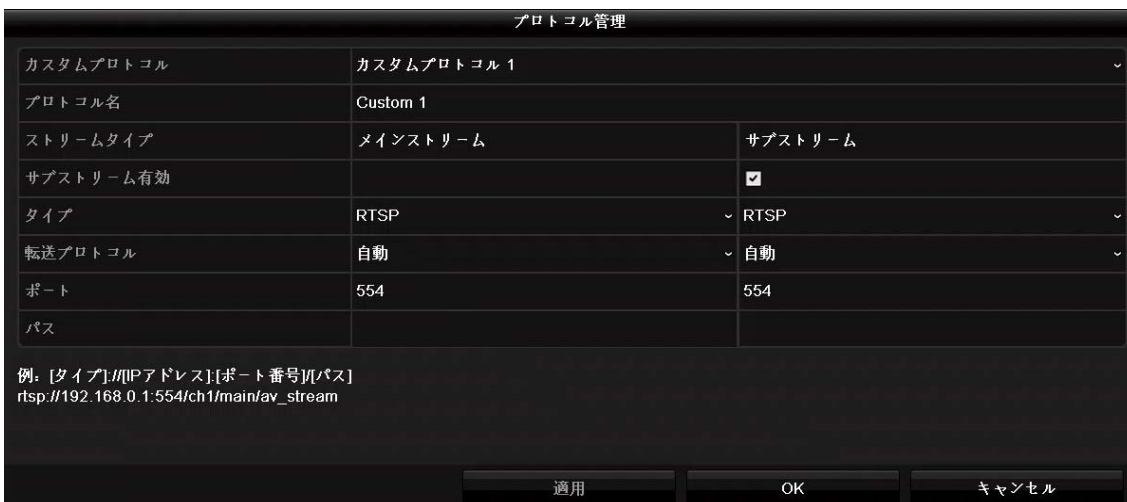 プロトコル管理
カスタムプロトコル カスタムプロトコル 1
プロトコル名 Custom 1
ストリームタイプ メインストリーム サブストリーム
サブストリーム有効
タイプ RTSP RTSP
転送プロトコル 自動 自動
ポート 554 554
パス
例: [タイプ]://[IPアドレス]:[ポート番号]/[パス]
rtsp://192.168.0.1:554/ch1/main/av_stream
適用 OK キャンセル